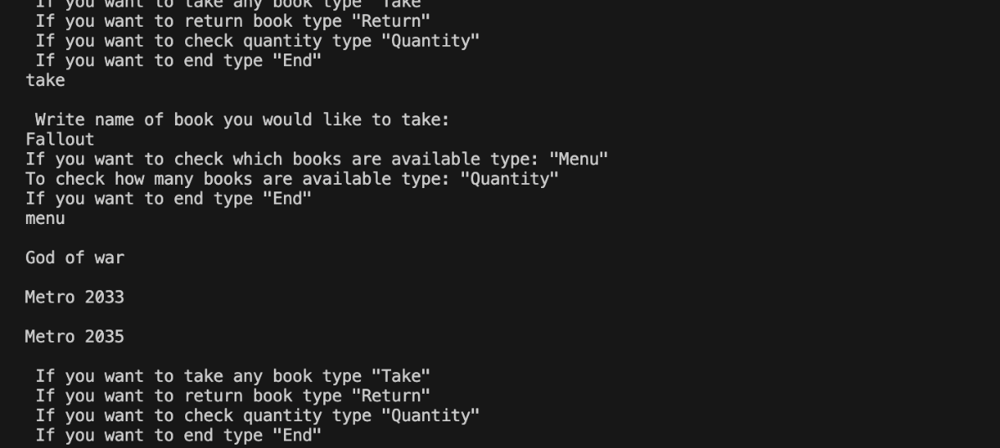 If you want to take any book type "Take"
If you want to return book type "Return"
If you want to check quantity type "Quantity"
If you want to end type "End"
take
Write name of book you would like to take:
Fallout
If you want to check which books are available type: "Menu"
To check how many books are available type: "Quantity"
If you want to end type "End"
menu
God of war
Metro 2033
Metro 2035
If you want to take any book type "Take"
If you want to return book type "Return"
If you want to check quantity type "Quantity"
If you want to end type "End"